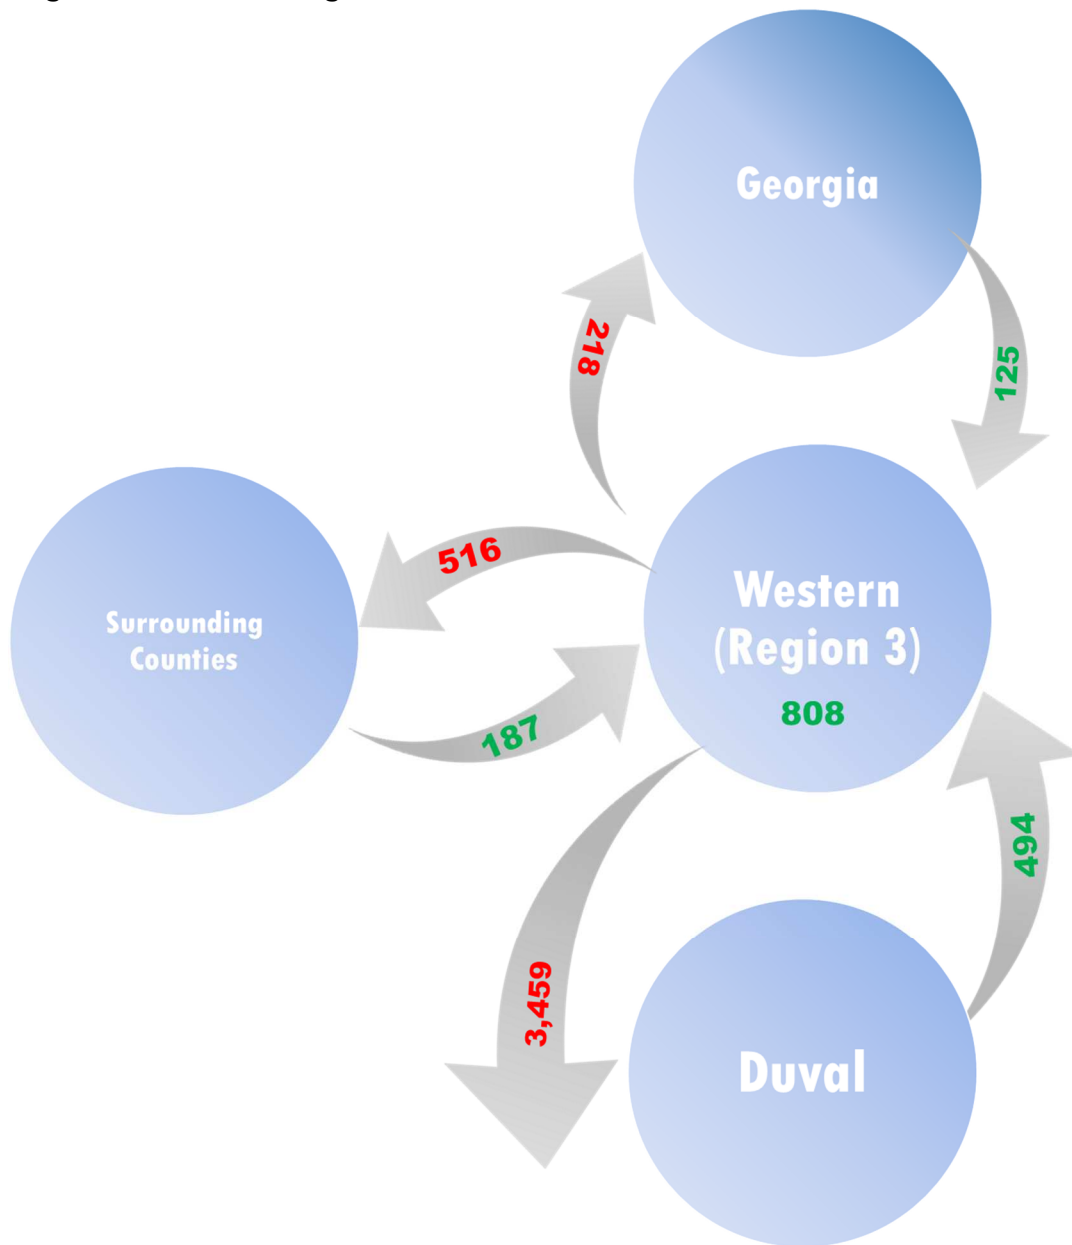 Georgia
218
125
516
Western
(Region 3)
808
Surrounding
Counties
187
494
3,459
Duval